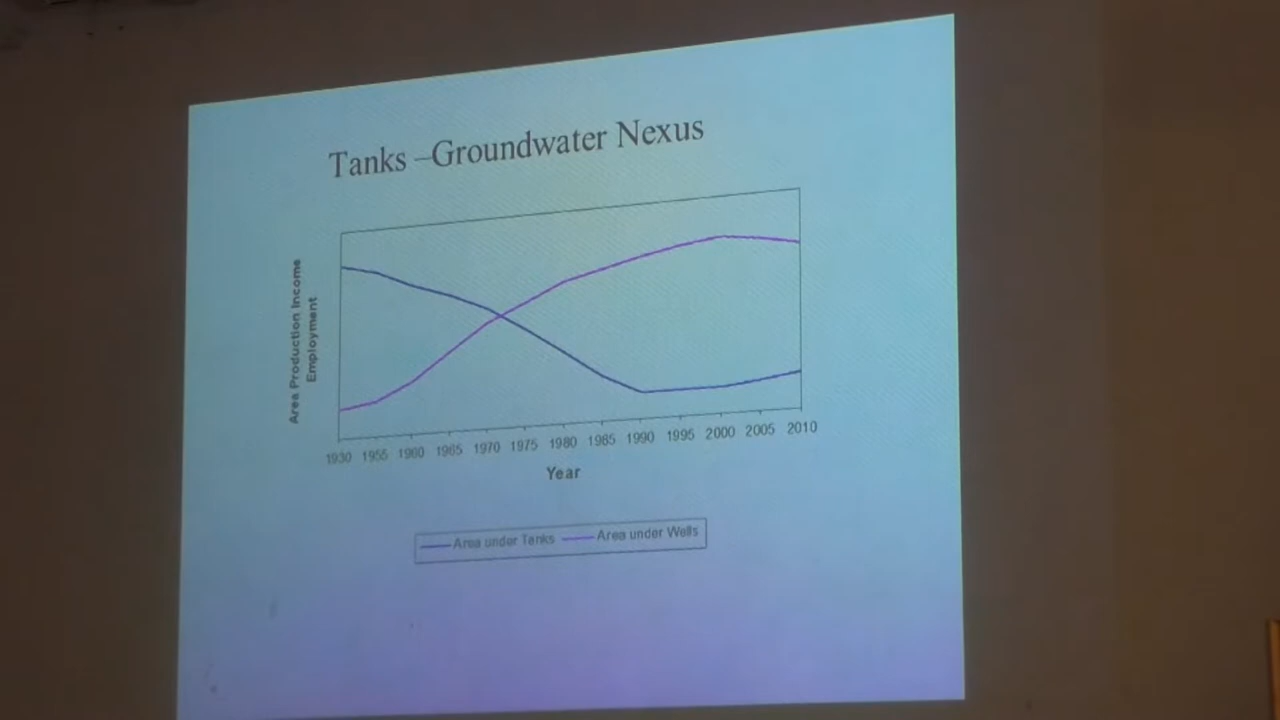 Tanks –Groundwater Nexus
Area Production Income
Employment
1930 1955 1960 1965 1970 1975 1980 1985 1990 1995 2000 2005 2010
Year
Area under Tanks Area under Wells